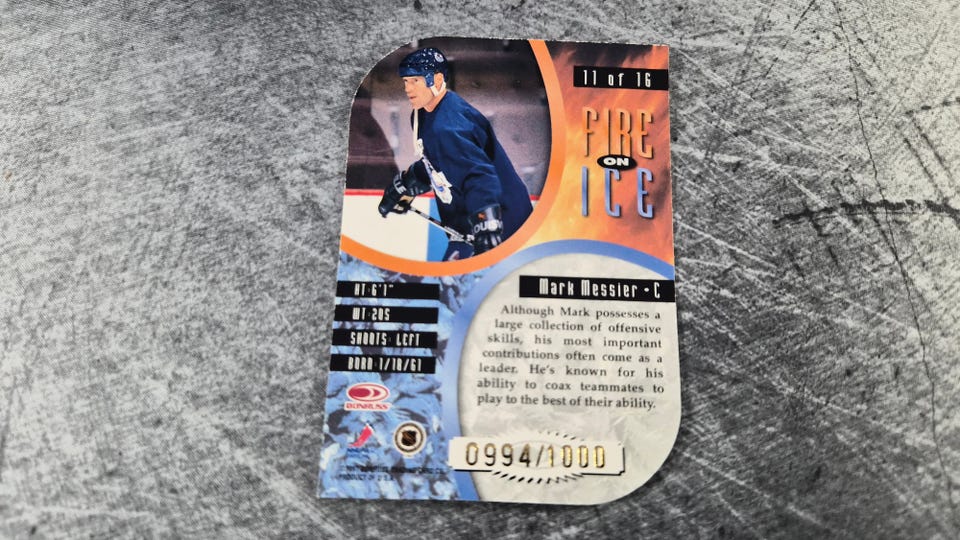 11 of 16
FIRE
ON
ICE
Mark Messier • C
Although Mark possesses a
large collection of offensive
skills, his most important
contributions often come as a
leader. He's known for his
ability to coax teammates to
play to the best of their ability.
HT: 6'1"
WT: 205
SHOOTS: LEFT
BORN: 1/18/61
DONRUSS
0994/1000
PRODUCT OF U.S.A.